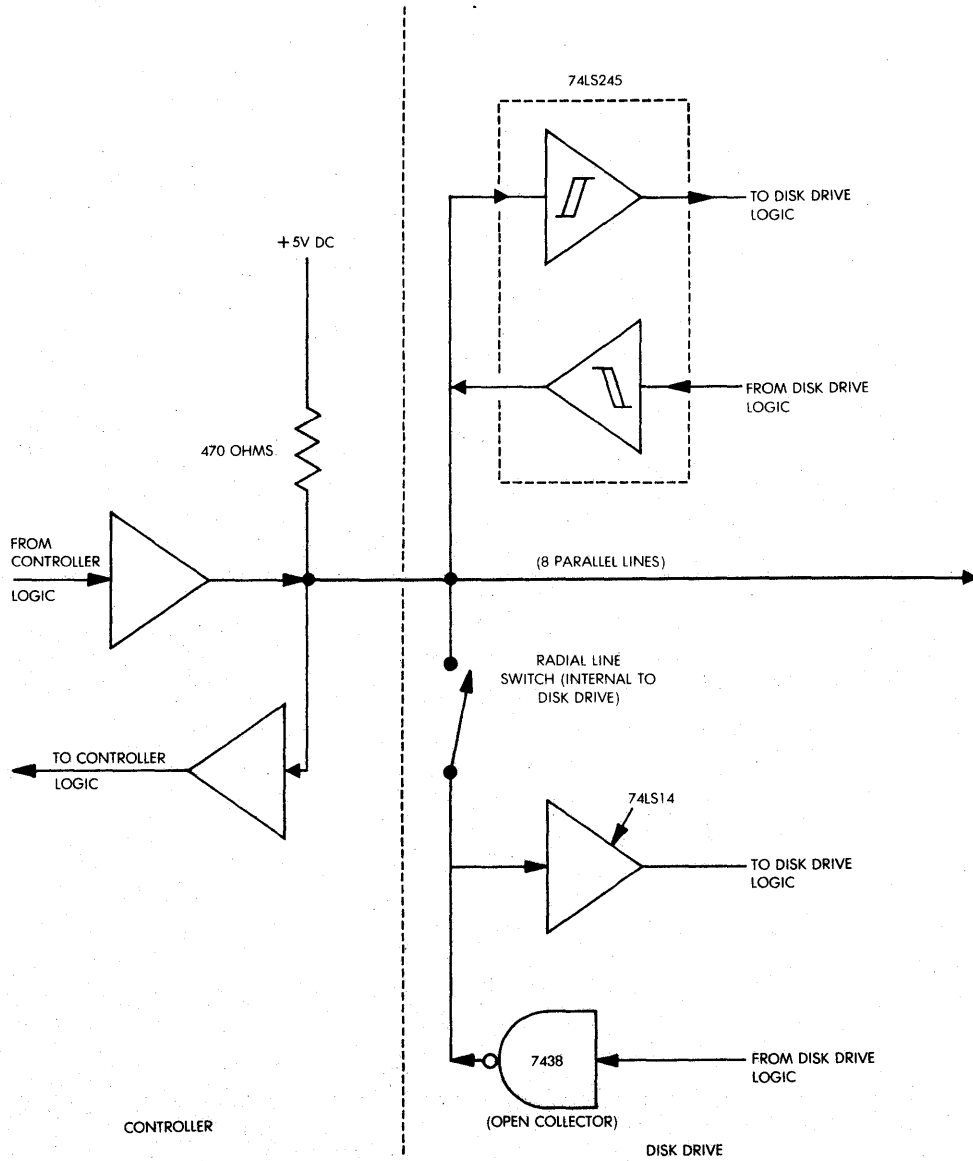 74LS245
TO DISK DRIVE
LOGIC
+5V DC
FROM DISK DRIVE
LOGIC
470 OHMS
FROM
CONTROLLER
LOGIC
(8 PARALLEL LINES)
RADIAL LINE
SWITCH (INTERNAL TO
DISK DRIVE)
TO CONTROLLER
LOGIC
74LS14
TO DISK DRIVE
LOGIC
7438
FROM DISK DRIVE
LOGIC
(OPEN COLLECTOR)
CONTROLLER
DISK DRIVE